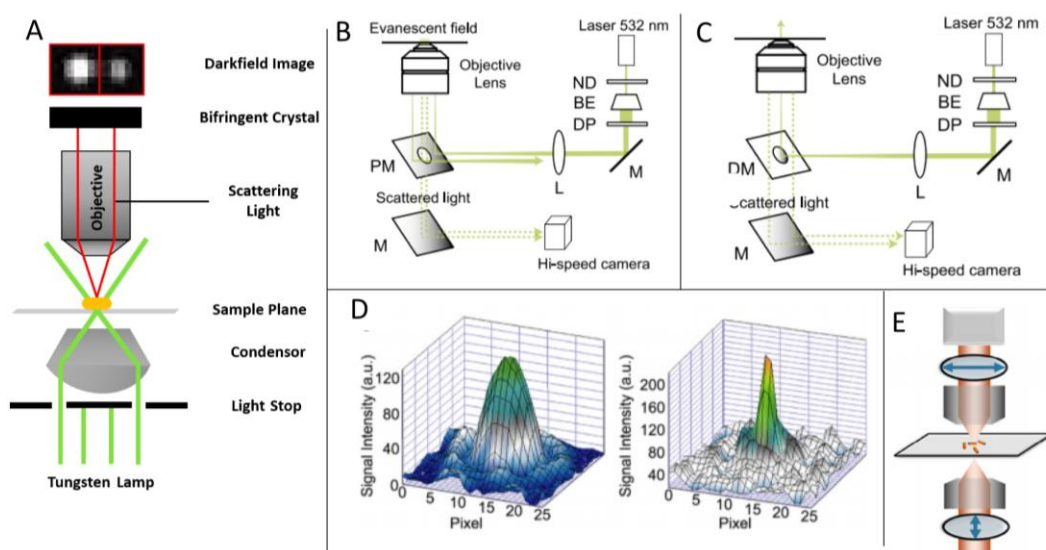 A
Darkfield Image
Bifringent Crystal
Objective
Scattering
Light
Sample Plane
Condensor
Light Stop
Tungsten Lamp
B
Evanescent field
Laser 532 nm
Objective
Lens
ND
BE
DP
PM
L
M
Scattered light
M
Hi-speed camera
C
Laser 532 nm
Objective
Lens
ND
BE
DP
DM
L
M
Scattered light
M
Hi-speed camera
D
Signal Intensity (a.u.)
120
80
40
0
0
5
10
15
20
25
Pixel
Signal Intensity (a.u.)
200
160
120
80
40
0
5
10
15
20
25
Pixel
E